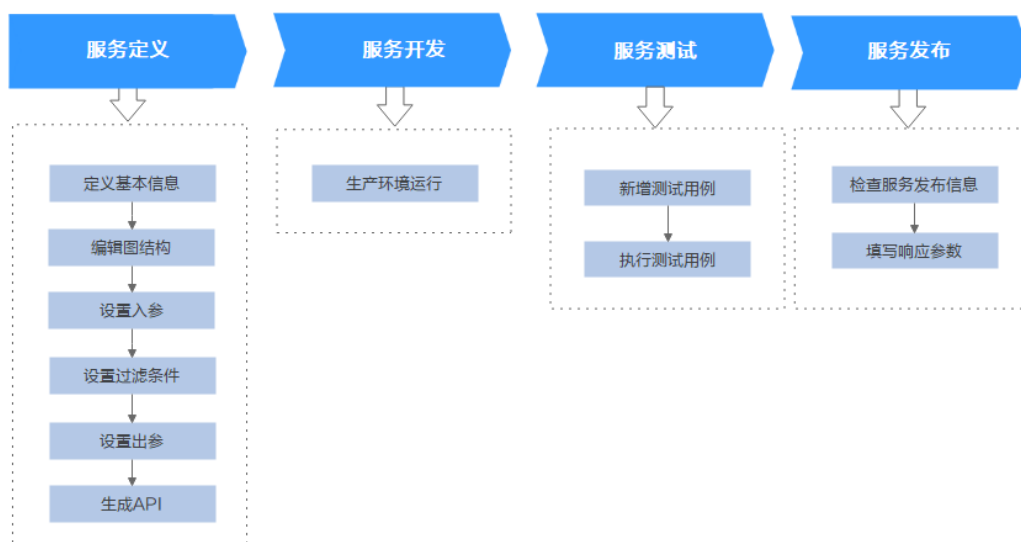 服务定义
服务开发
服务测试
服务发布
定义基本信息
编辑图结构
设置入参
设置过滤条件
设置出参
生成API
生产环境运行
新增测试用例
执行测试用例
检查服务发布信息
填写响应参数